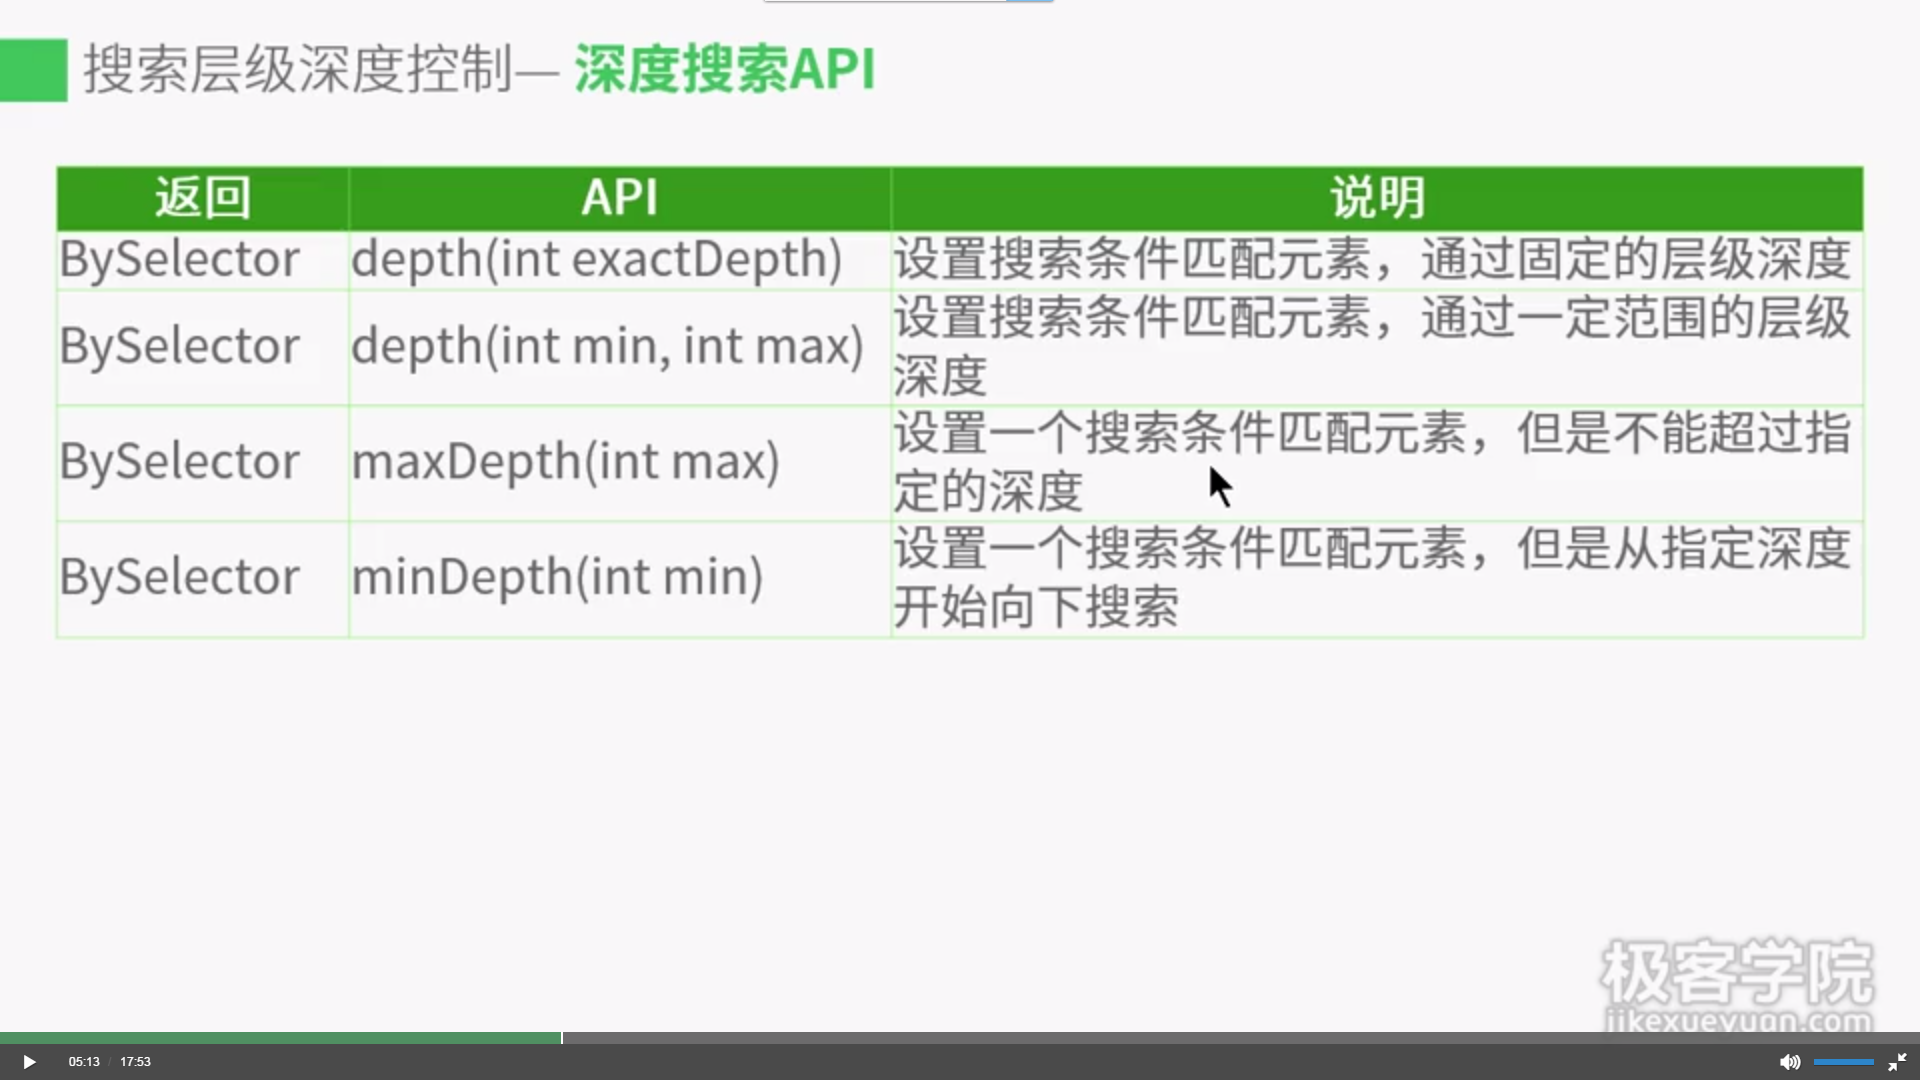 搜索层级深度控制— 深度搜索API
返回 API 说明
BySelector depth(int exactDepth) 设置搜索条件匹配元素，通过固定的层级深度
BySelector depth(int min, int max) 设置搜索条件匹配元素，通过一定范围的层级
深度
BySelector maxDepth(int max) 设置一个搜索条件匹配元素，但是不能超过指
定的深度
BySelector minDepth(int min) 设置一个搜索条件匹配元素，但是从指定深度
开始向下搜索
极客学院
jikexueyuan.com
05:13 / 17:53